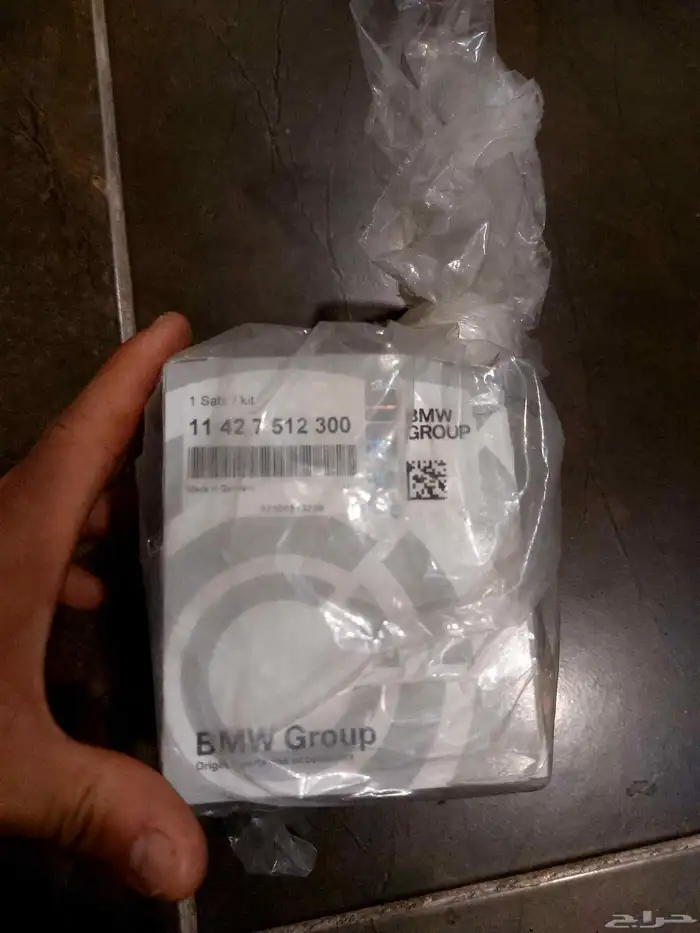 1 Satz / kit
11 42 7 512 300
BMW
GROUP
Made in Germany
BMW Group
حراج